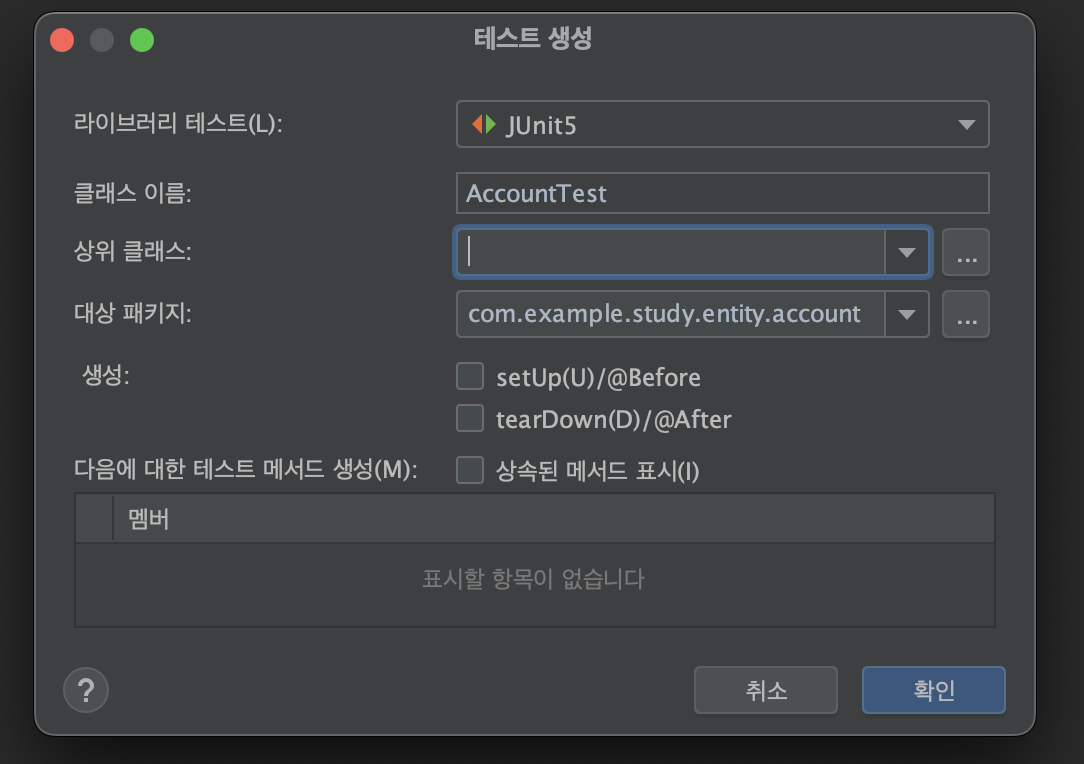 테스트 생성
라이브러리 테스트(L): JUnit5
클래스 이름: AccountTest
상위 클래스: ...
대상 패키지: com.example.study.entity.account ...
생성: setUp(U)/@Before
tearDown(D)/@After
다음에 대한 테스트 메서드 생성(M): 상속된 메서드 표시(I)
멤버
표시할 항목이 없습니다
? 취소 확인